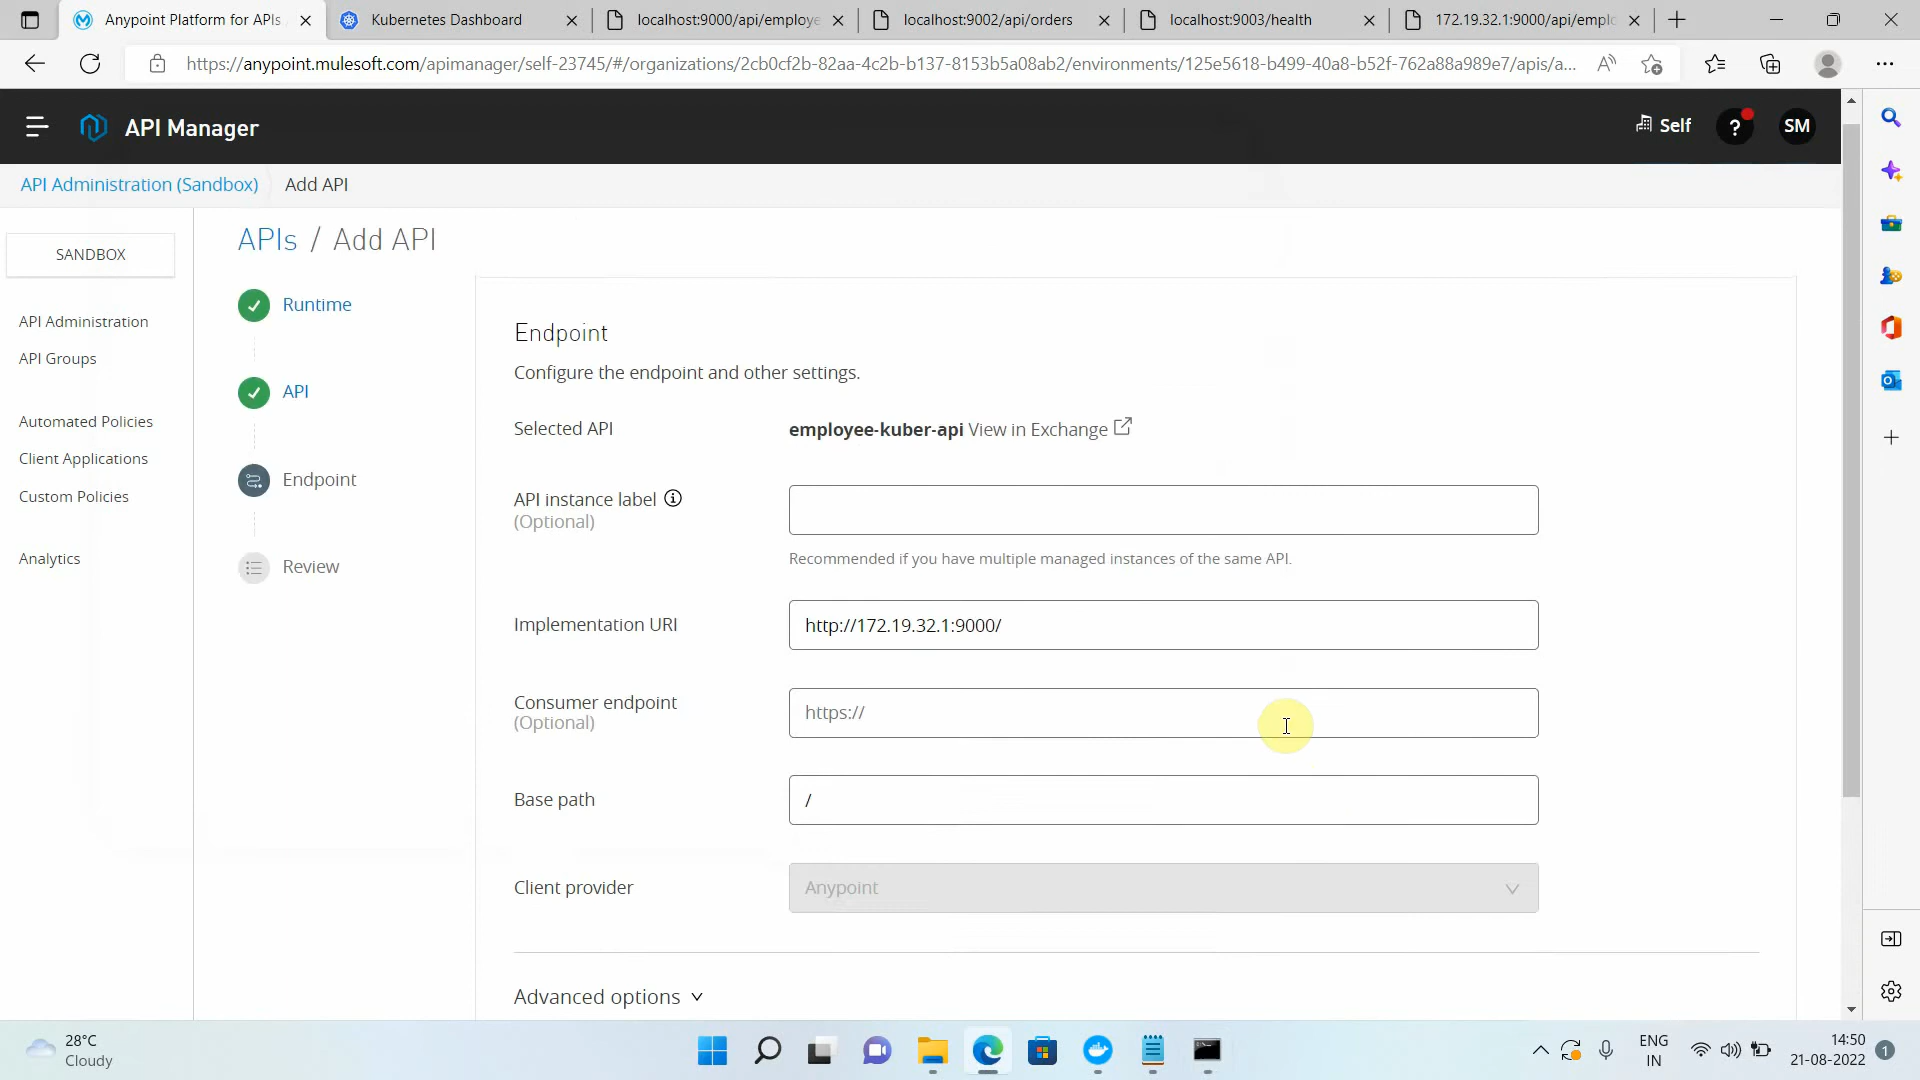 Anypoint Platform for APIs
Kubernetes Dashboard
localhost:9000/api/employe
localhost:9002/api/orders
localhost:9003/health
172.19.32.1:9000/api/empl
https://anypoint.mulesoft.com/apimanager/self-23745/#/organizations/2cb0cf2b-82aa-4c2b-b137-8153b5a08ab2/environments/125e5618-b499-40a8-b52f-762a88a989e7/apis/a...
API Manager
Self
?
SM
API Administration (Sandbox)
Add API
SANDBOX
API Administration
API Groups
Automated Policies
Client Applications
Custom Policies
Analytics
APIs / Add API
Runtime
API
Endpoint
Review
Endpoint
Configure the endpoint and other settings.
Selected API
employee-kuber-api View in Exchange
API instance label
(Optional)
Recommended if you have multiple managed instances of the same API.
Implementation URI
http://172.19.32.1:9000/
Consumer endpoint
(Optional)
https://
Base path
/
Client provider
Anypoint
Advanced options
28°C
Cloudy
ENG
IN
14:50
21-08-2022
1